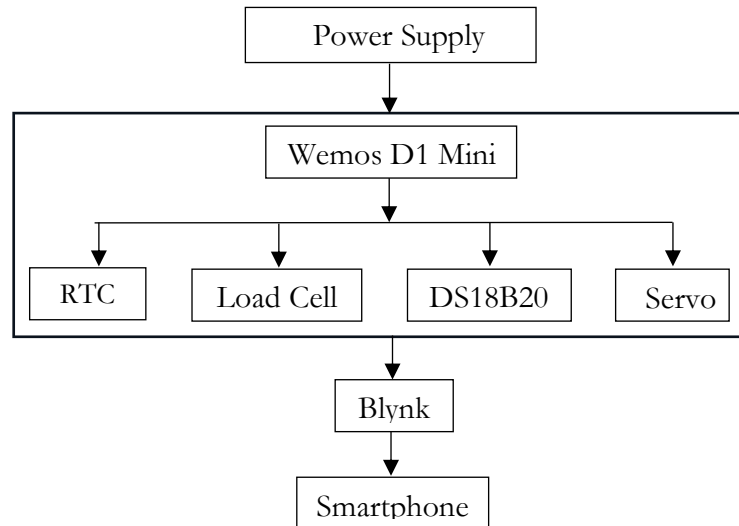 Power Supply
Wemos D1 Mini
RTC
Load Cell
DS18B20
Servo
Blynk
Smartphone